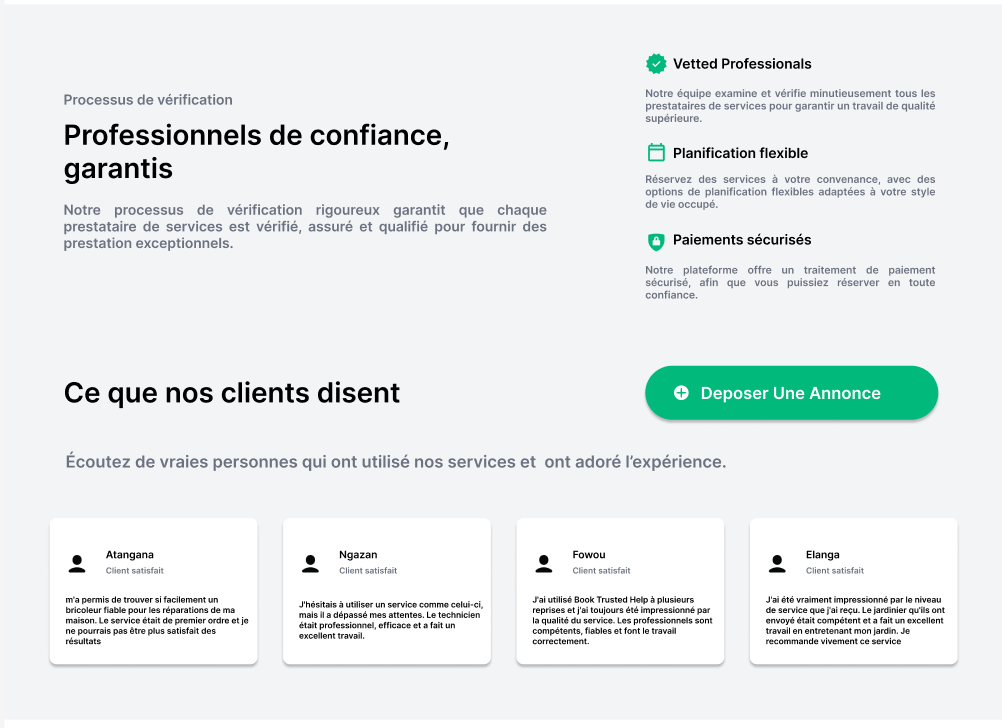 Processus de vérification
Professionnels de confiance,
garantis
Notre processus de vérification rigoureux garantit que chaque
prestataire de services est vérifié, assuré et qualifié pour fournir des
prestation exceptionnels.
Vetted Professionals
Notre équipe examine et vérifie minutieusement tous les
prestataires de services pour garantir un travail de qualité
supérieure.
Planification flexible
Réservez des services à votre convenance, avec des
options de planification flexibles adaptées à votre style
de vie occupé.
Paiements sécurisés
Notre plateforme offre un traitement de paiement
sécurisé, afin que vous puissiez réserver en toute
confiance.
Ce que nos clients disent
Deposer Une Annonce
Écoutez de vraies personnes qui ont utilisé nos services et  ont adoré l’expérience.
Atangana
Client satisfait
m'a permis de trouver si facilement un
bricoleur fiable pour les réparations de ma
maison. Le service était de premier ordre et je
ne pourrais pas être plus satisfait des
résultats
Ngazan
Client satisfait
J'hésitais à utiliser un service comme celui-ci,
mais il a dépassé mes attentes. Le technicien
était professionnel, efficace et a fait un
excellent travail.
Fowou
Client satisfait
J'ai utilisé Book Trusted Help à plusieurs
reprises et j'ai toujours été impressionné par
la qualité du service. Les professionnels sont
compétents, fiables et font le travail
correctement.
Elanga
Client satisfait
J'ai été vraiment impressionné par le niveau
de service que j'ai reçu. Le jardinier qu'ils ont
envoyé était compétent et a fait un excellent
travail en entretenant mon jardin. Je
recommande vivement ce service